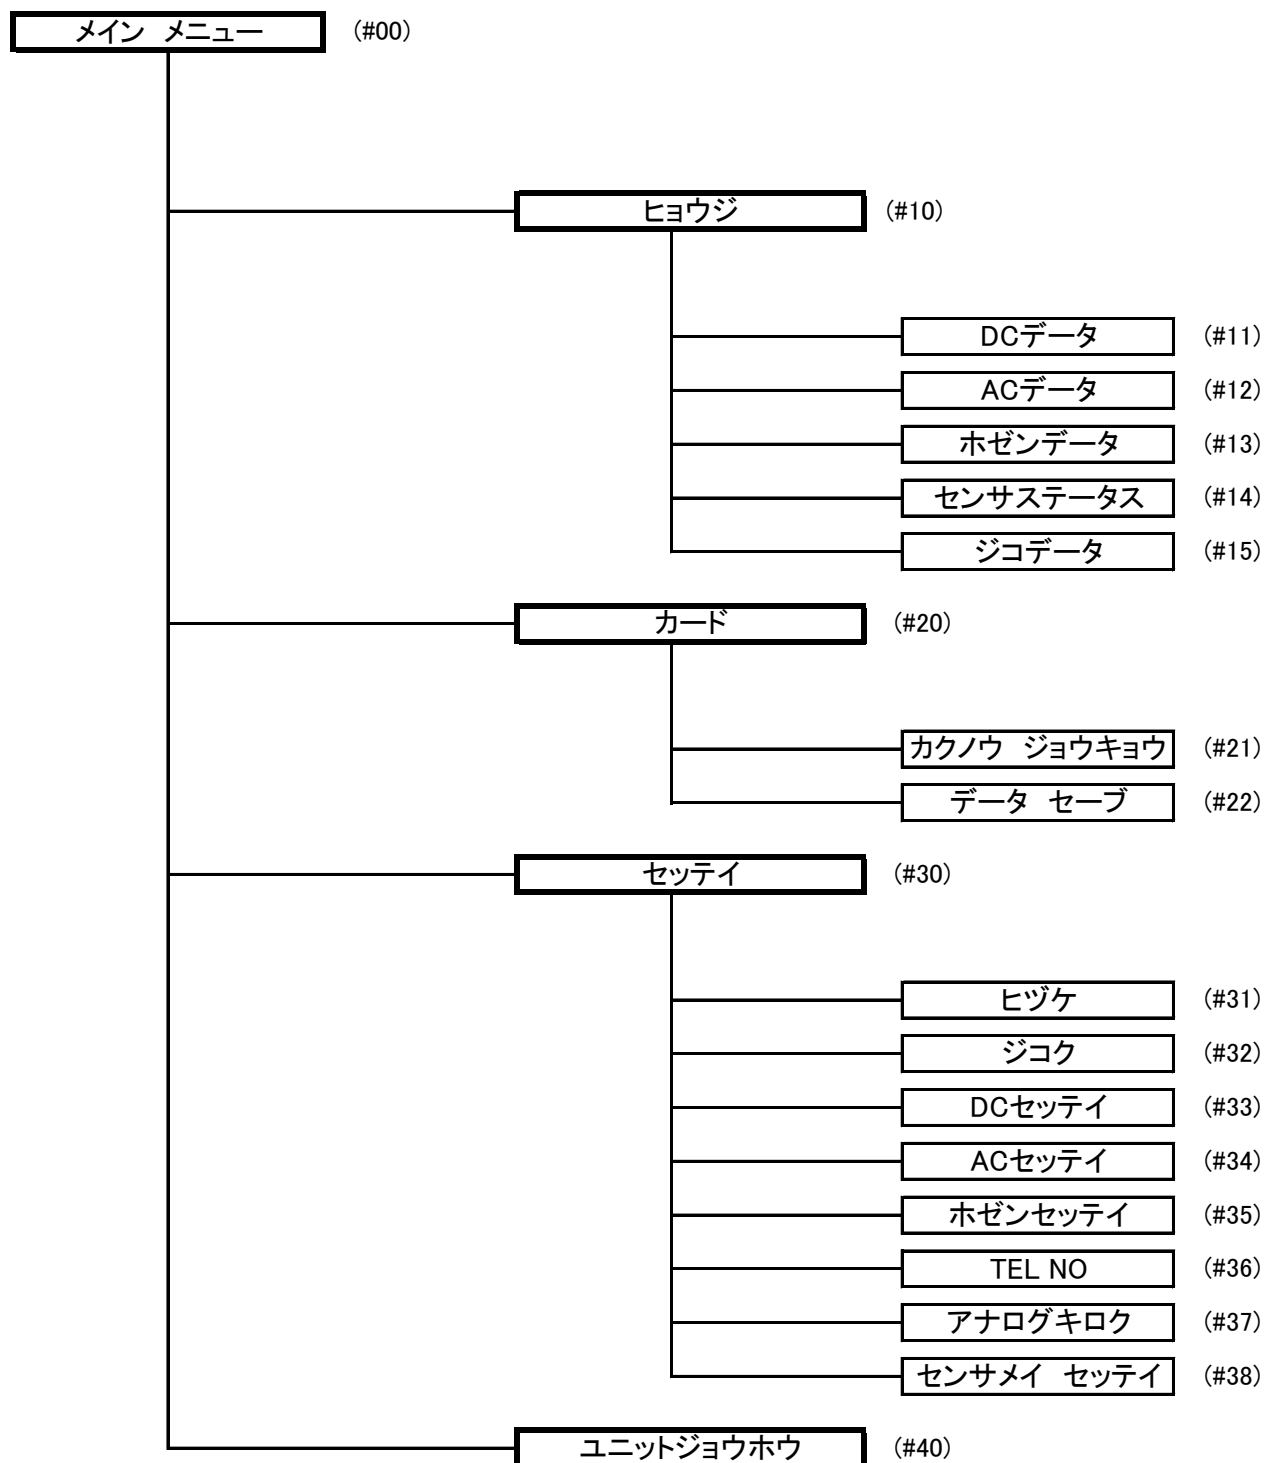 メイン　メニュー (#00)
ヒョウジ (#10)
DCデータ (#11)
ACデータ (#12)
ホゼンデータ (#13)
センサステータス (#14)
ジコデータ (#15)
カード (#20)
カクノウ　ジョウキョウ (#21)
データ　セーブ (#22)
セッテイ (#30)
ヒヅケ (#31)
ジコク (#32)
DCセッテイ (#33)
ACセッテイ (#34)
ホゼンセッテイ (#35)
TEL NO (#36)
アナログキロク (#37)
センサメイ　セッテイ (#38)
ユニットジョウホウ (#40)